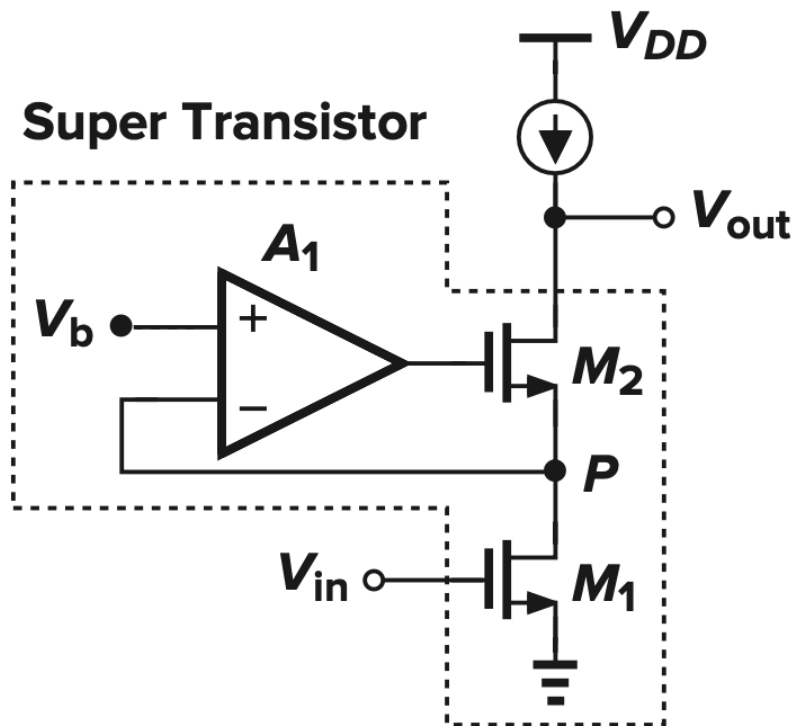 V_DD
Super Transistor
V_out
A_1
V_b
+
M_2
−
P
V_in
M_1